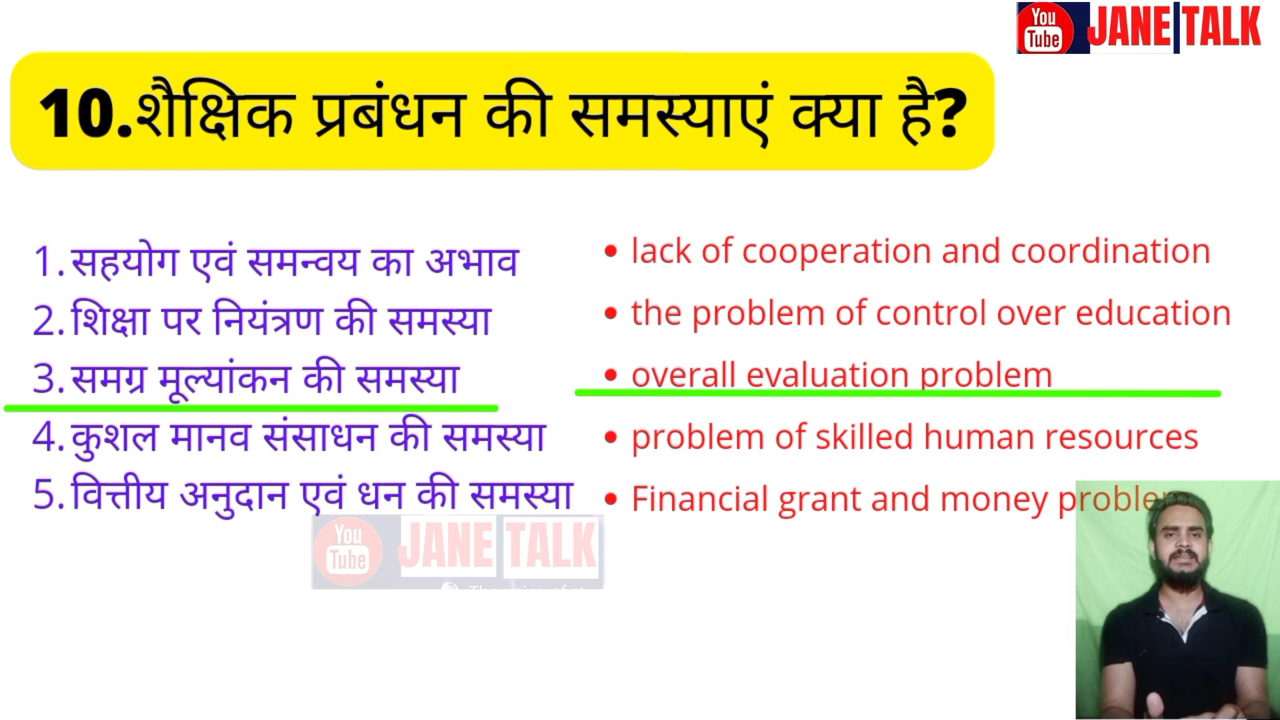 You
Tube
JANE TALK
10.शैक्षिक प्रबंधन की समस्याएं क्या है?
1. सहयोग एवं समन्वय का अभाव
2. शिक्षा पर नियंत्रण की समस्या
3. समग्र मूल्यांकन की समस्या
4. कुशल मानव संसाधन की समस्या
5. वित्तीय अनुदान एवं धन की समस्या
• lack of cooperation and coordination
• the problem of control over education
• overall evaluation problem
• problem of skilled human resources
• Financial grant and money problem
You
Tube
JANE TALK